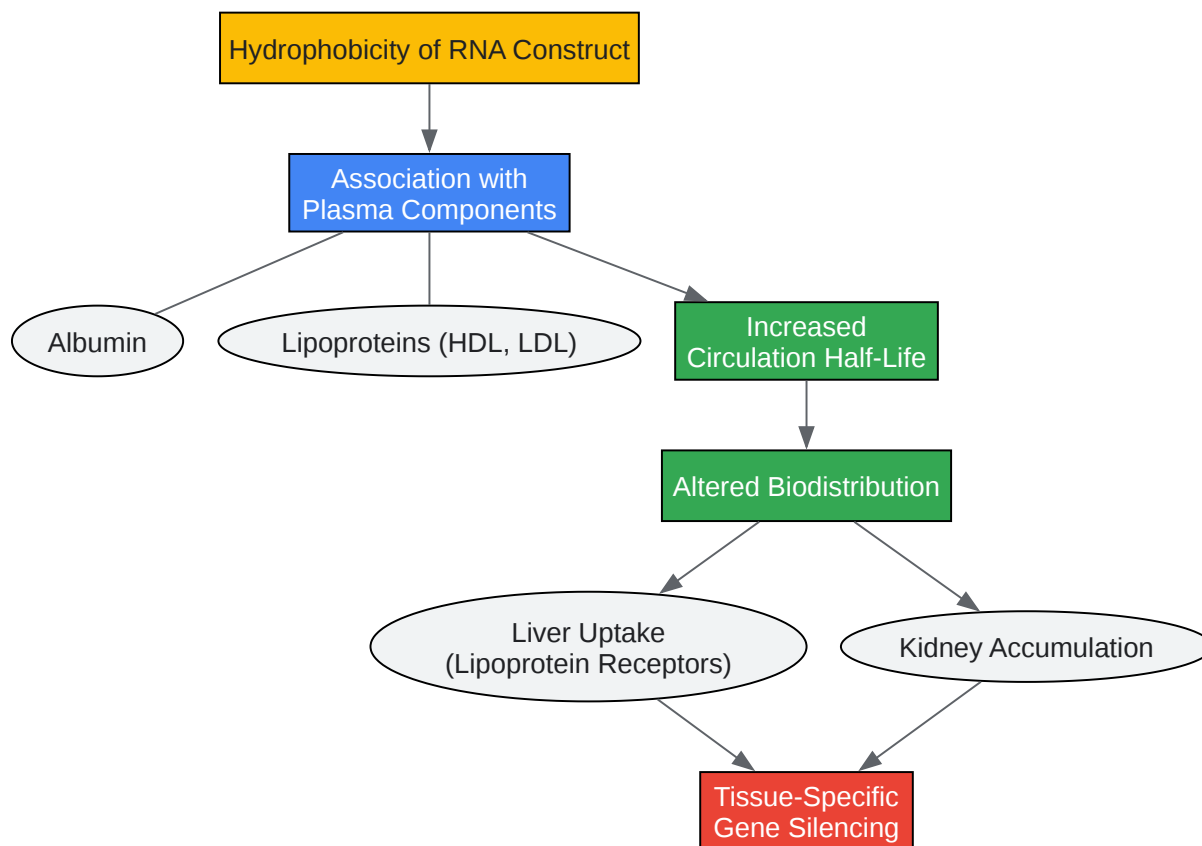 Hydrophobicity of RNA Construct
Association with
Plasma Components
Albumin
Lipoproteins (HDL, LDL)
Increased
Circulation Half-Life
Altered Biodistribution
Liver Uptake
(Lipoprotein Receptors)
Kidney Accumulation
Tissue-Specific
Gene Silencing